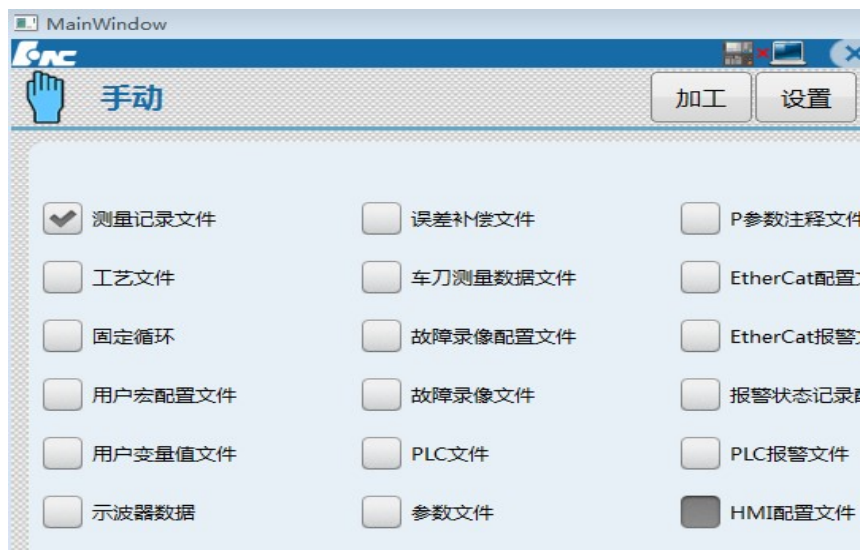 MainWindow
手动
加工 设置
测量记录文件 误差补偿文件 P参数注释文件
工艺文件 车刀测量数据文件 EtherCat配置
固定循环 故障录像配置文件 EtherCat报警
用户宏配置文件 故障录像文件 报警状态记录
用户变量值文件 PLC文件 PLC报警文件
示波器数据 参数文件 HMI配置文件